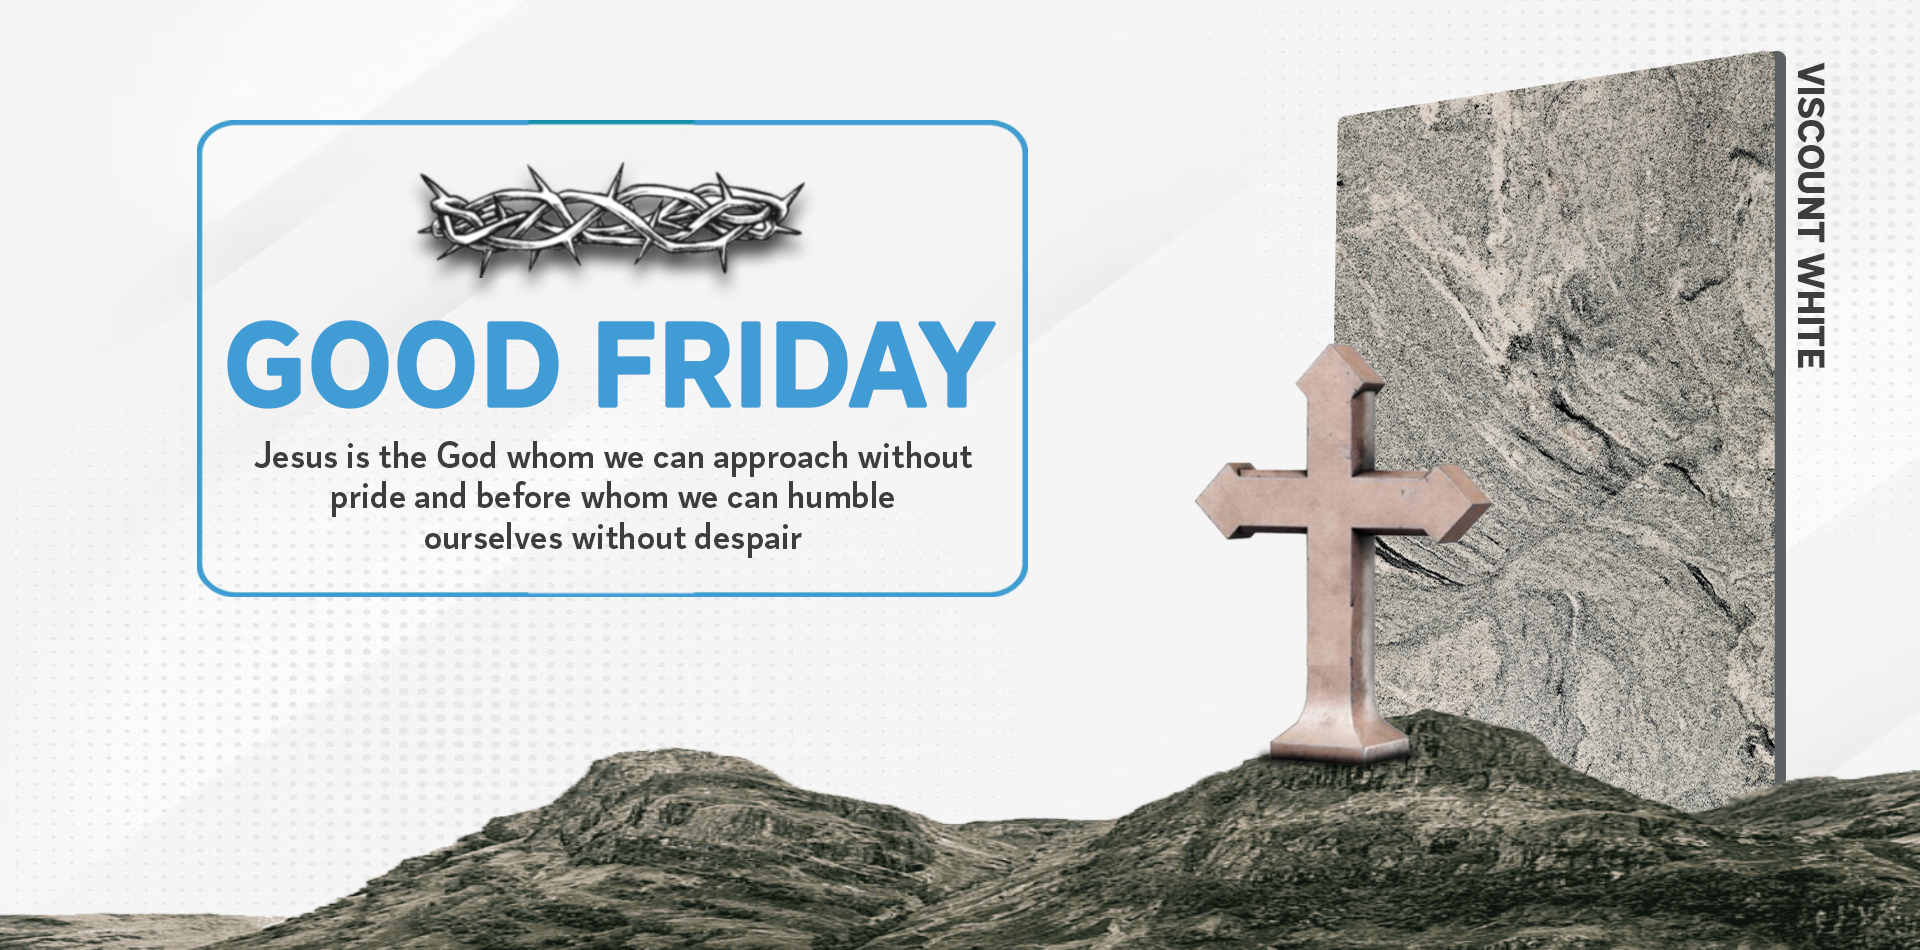 GOOD FRIDAY
Jesus is the God whom we can approach without
pride and before whom we can humble
ourselves without despair
VISCOUNT WHITE